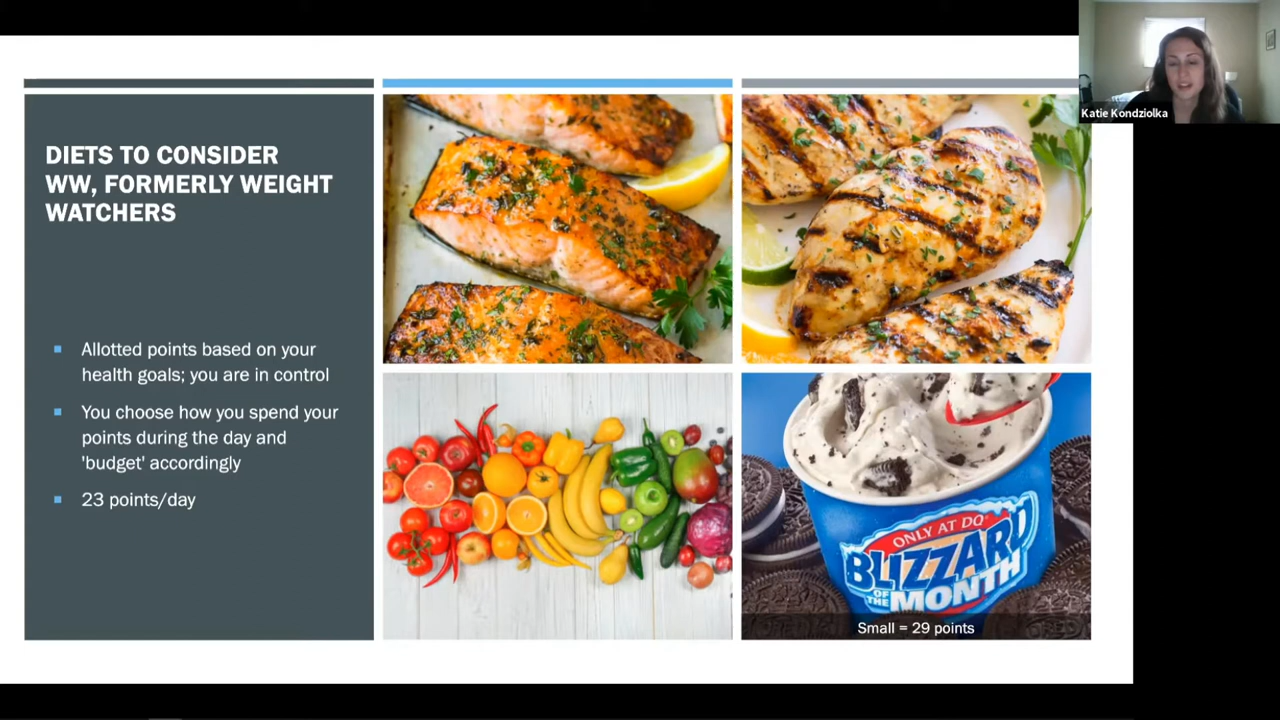 Katie Kondziolka
DIETS TO CONSIDER
WW, FORMERLY WEIGHT
WATCHERS
▪ Allotted points based on your
health goals; you are in control
▪ You choose how you spend your
points during the day and
'budget' accordingly
▪ 23 points/day
ONLY AT DQ
BLIZZARD
OF THE
MONTH
Small = 29 points